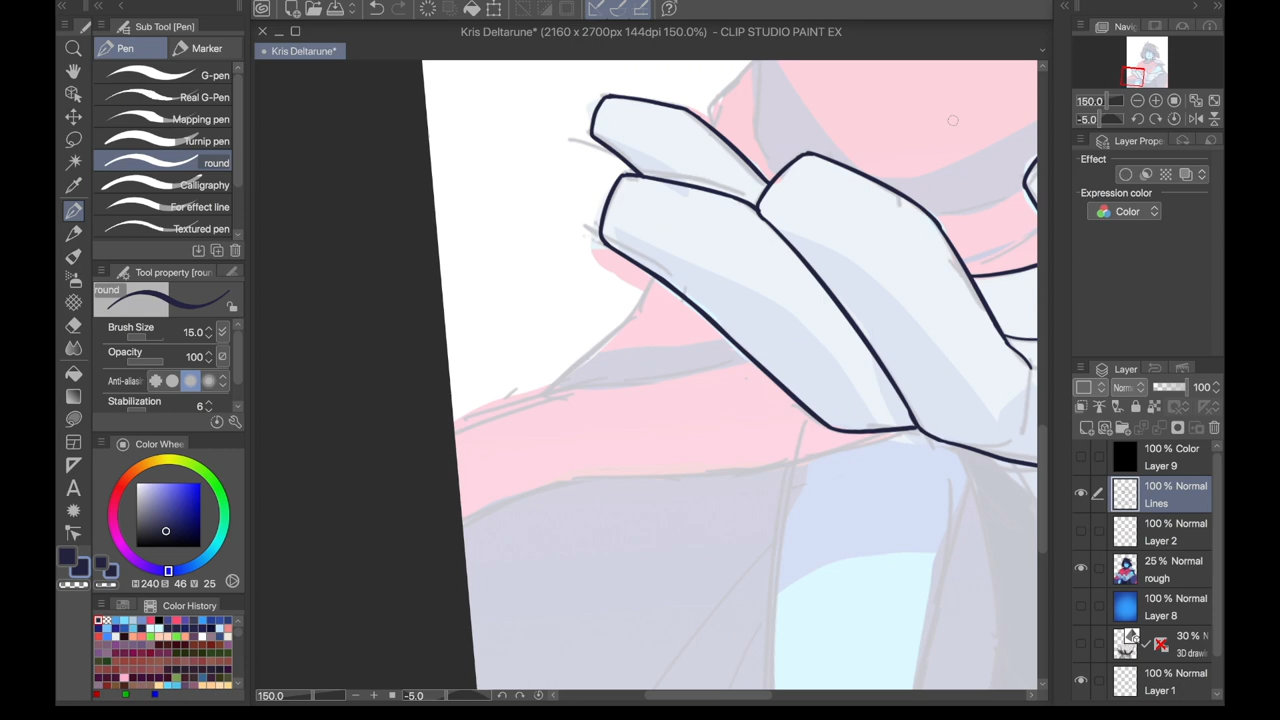 Sub Tool [Pen]
Pen
Marker
G-pen
Real G-Pen
Mapping pen
Turnip pen
round
Calligraphy
For effect line
Textured pen
Tool property [roun
round
Brush Size
15.0
Opacity
100
Anti-aliasin
Stabilization
6
Color Whee
H 240 S 46 V 25
Color History
Kris Deltarune* (2160 x 2700px 144dpi 150.0%) - CLIP STUDIO PAINT EX
Kris Deltarune*
150.0
-5.0
Navig
150.0
-5.0
Layer Prope
Effect
Expression color
Color
Layer
Norm
100
100 % Color
Layer 9
100 % Normal
Lines
100 % Normal
Layer 2
25 % Normal
rough
100 % Normal
Layer 8
30 % N
3D drawin
100 % Normal
Layer 1